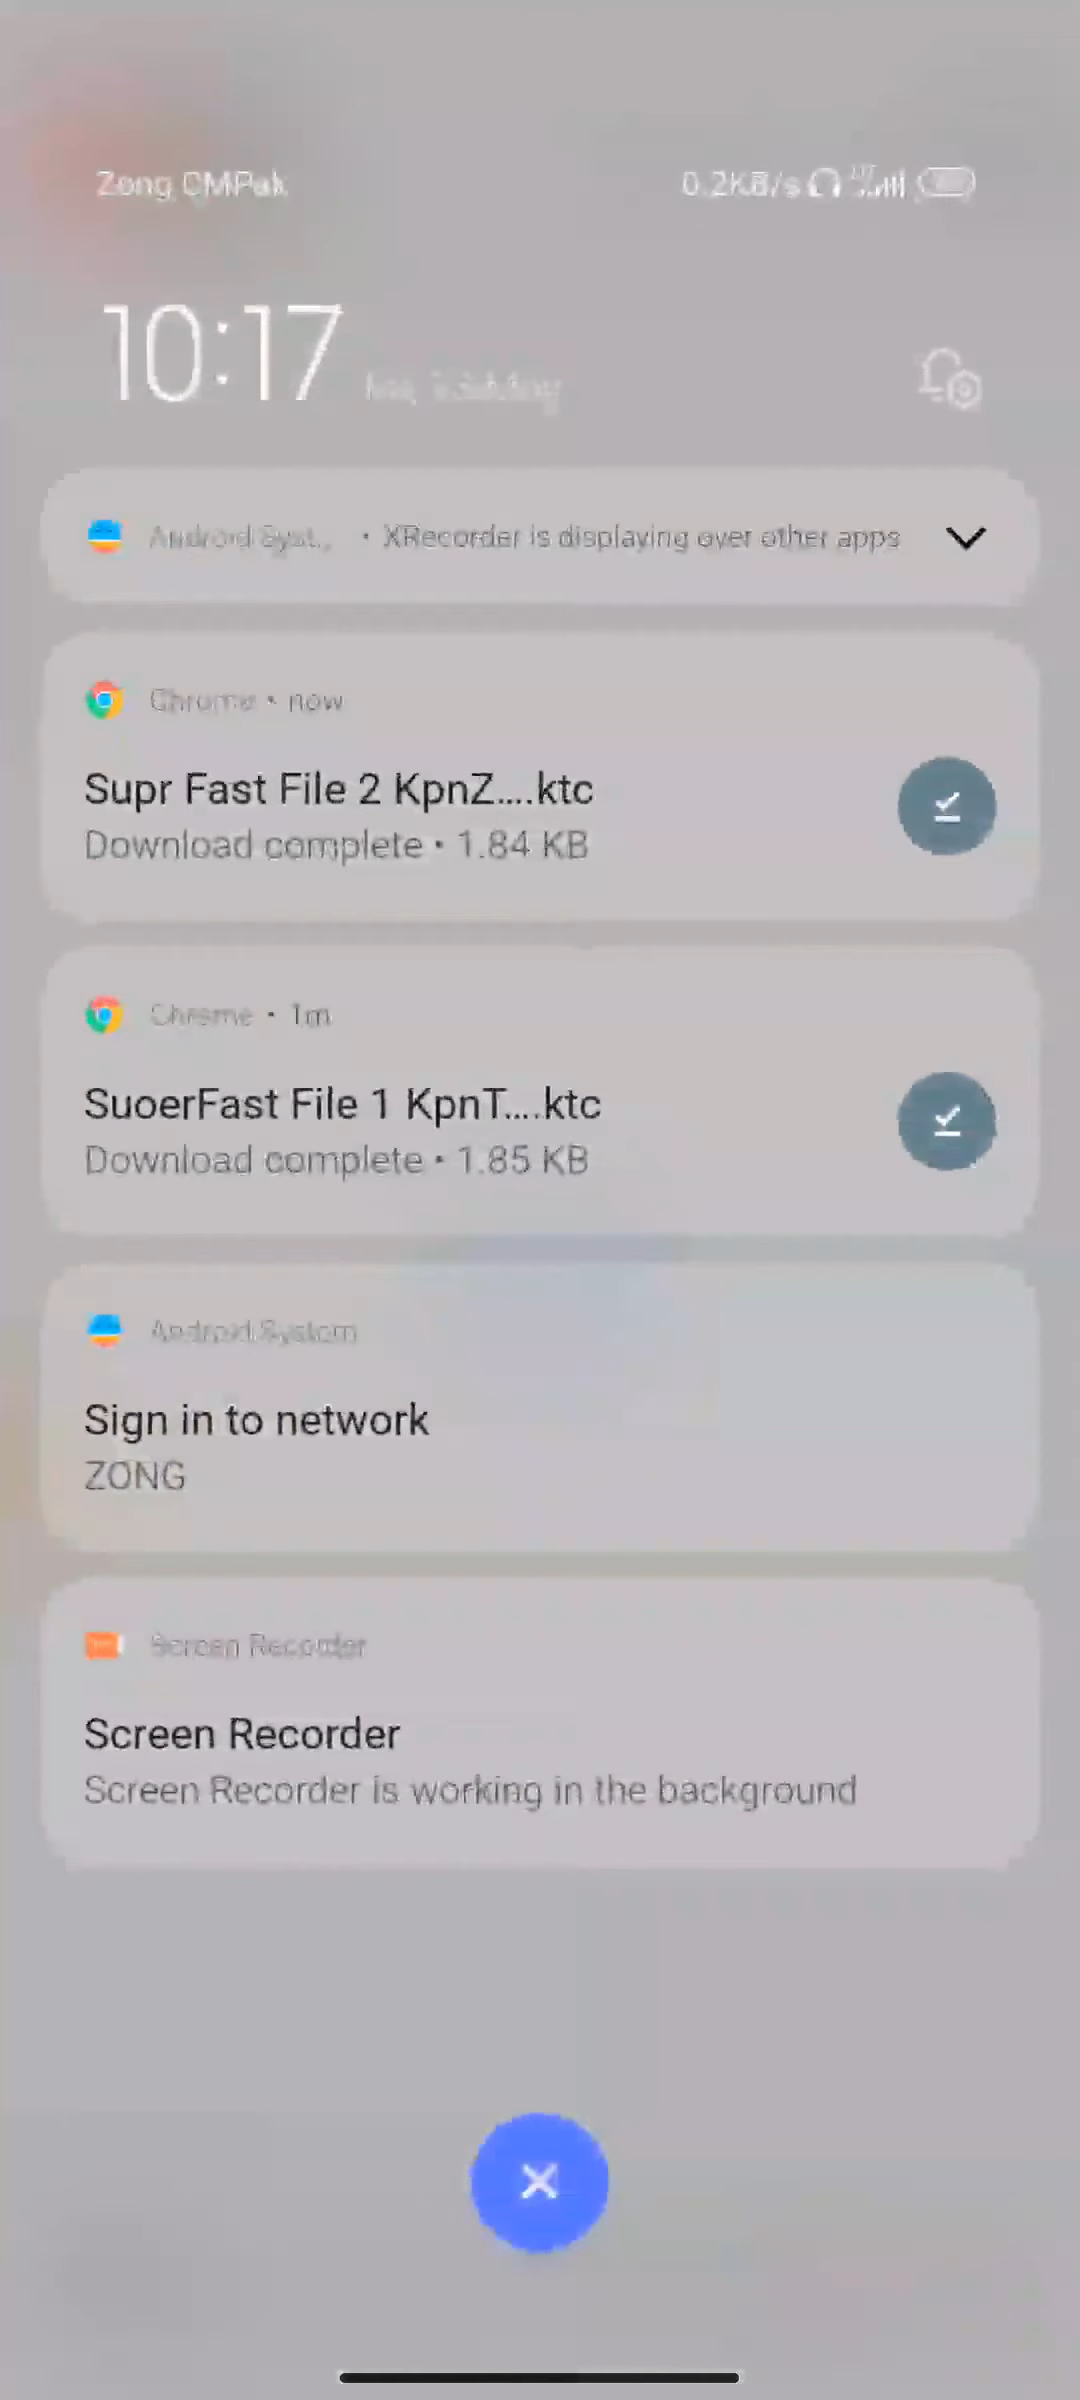 Zong CMPak
0.2KB/s
10:17
Android Syst... • XRecorder is displaying over other apps
Chrome • now
Supr Fast File 2 KpnZ....ktc
Download complete • 1.84 KB
Chrome • 1m
SuoerFast File 1 KpnT....ktc
Download complete • 1.85 KB
Android System
Sign in to network
ZONG
Screen Recorder
Screen Recorder
Screen Recorder is working in the background